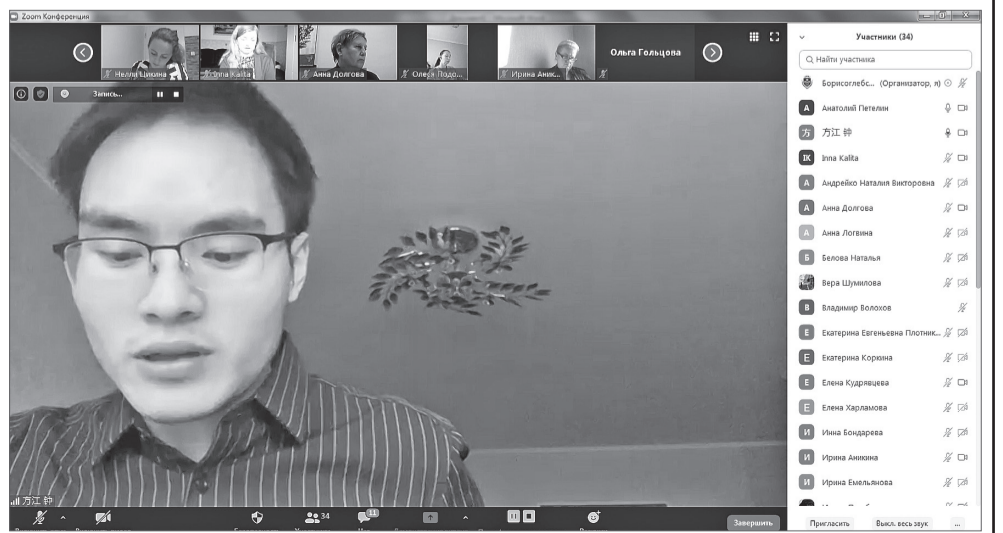 Zoom Конференция
Нелли Цикина
Inna Kalita
Анна Долгова
Олеся Подо...
Ирина Аник...
Ольга Гольцова
Запись...
方江 钟
34
11
Завершить
Участники (34)
Найти участника
Борисоглебс... (Организатор, я)
А Анатолий Петелин
方 方江 钟
IK Inna Kalita
А Андрейко Наталия Викторовна
А Анна Долгова
А Анна Логвина
Б Белова Наталья
Вера Шумилова
В Владимир Волохов
Е Екатерина Евгеньевна Плотник...
Е Екатерина Коркина
Е Елена Кудрявцева
Е Елена Харламова
И Инна Бондарева
И Ирина Аникина
И Ирина Емельянова
Пригласить Выкл. весь звук ...